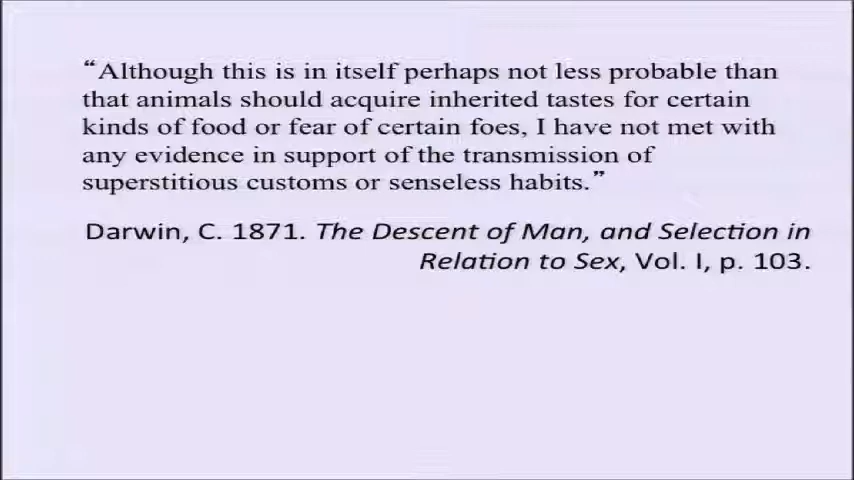 “Although this is in itself perhaps not less probable than
that animals should acquire inherited tastes for certain
kinds of food or fear of certain foes, I have not met with
any evidence in support of the transmission of
superstitious customs or senseless habits.”
Darwin, C. 1871. The Descent of Man, and Selection in
Relation to Sex, Vol. I, p. 103.